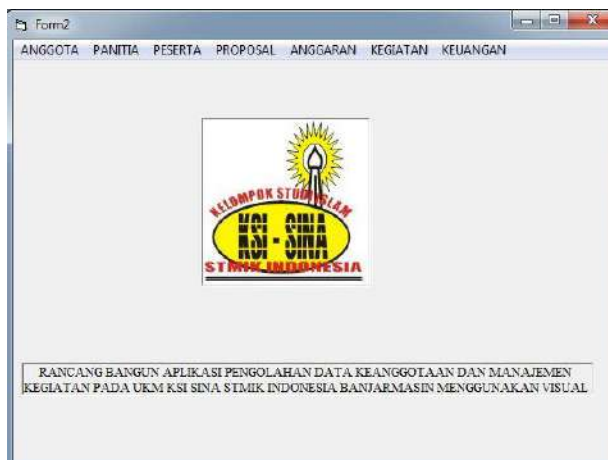 Form2
ANGGOTA PANITIA PESERTA PROPOSAL ANGGARAN KEGIATAN KEUANGAN
KELOMPOK STUDI ISLAM
KSI - SINA
STMIK INDONESIA
RANCANG BANGUN APLIKASI PENGOLAHAN DATA KEANGGOTAAN DAN MANAJEMEN
KEGIATAN PADA UKM KSI SINA STMIK INDONESIA BANJARMASIN MENGGUNAKAN VISUAL